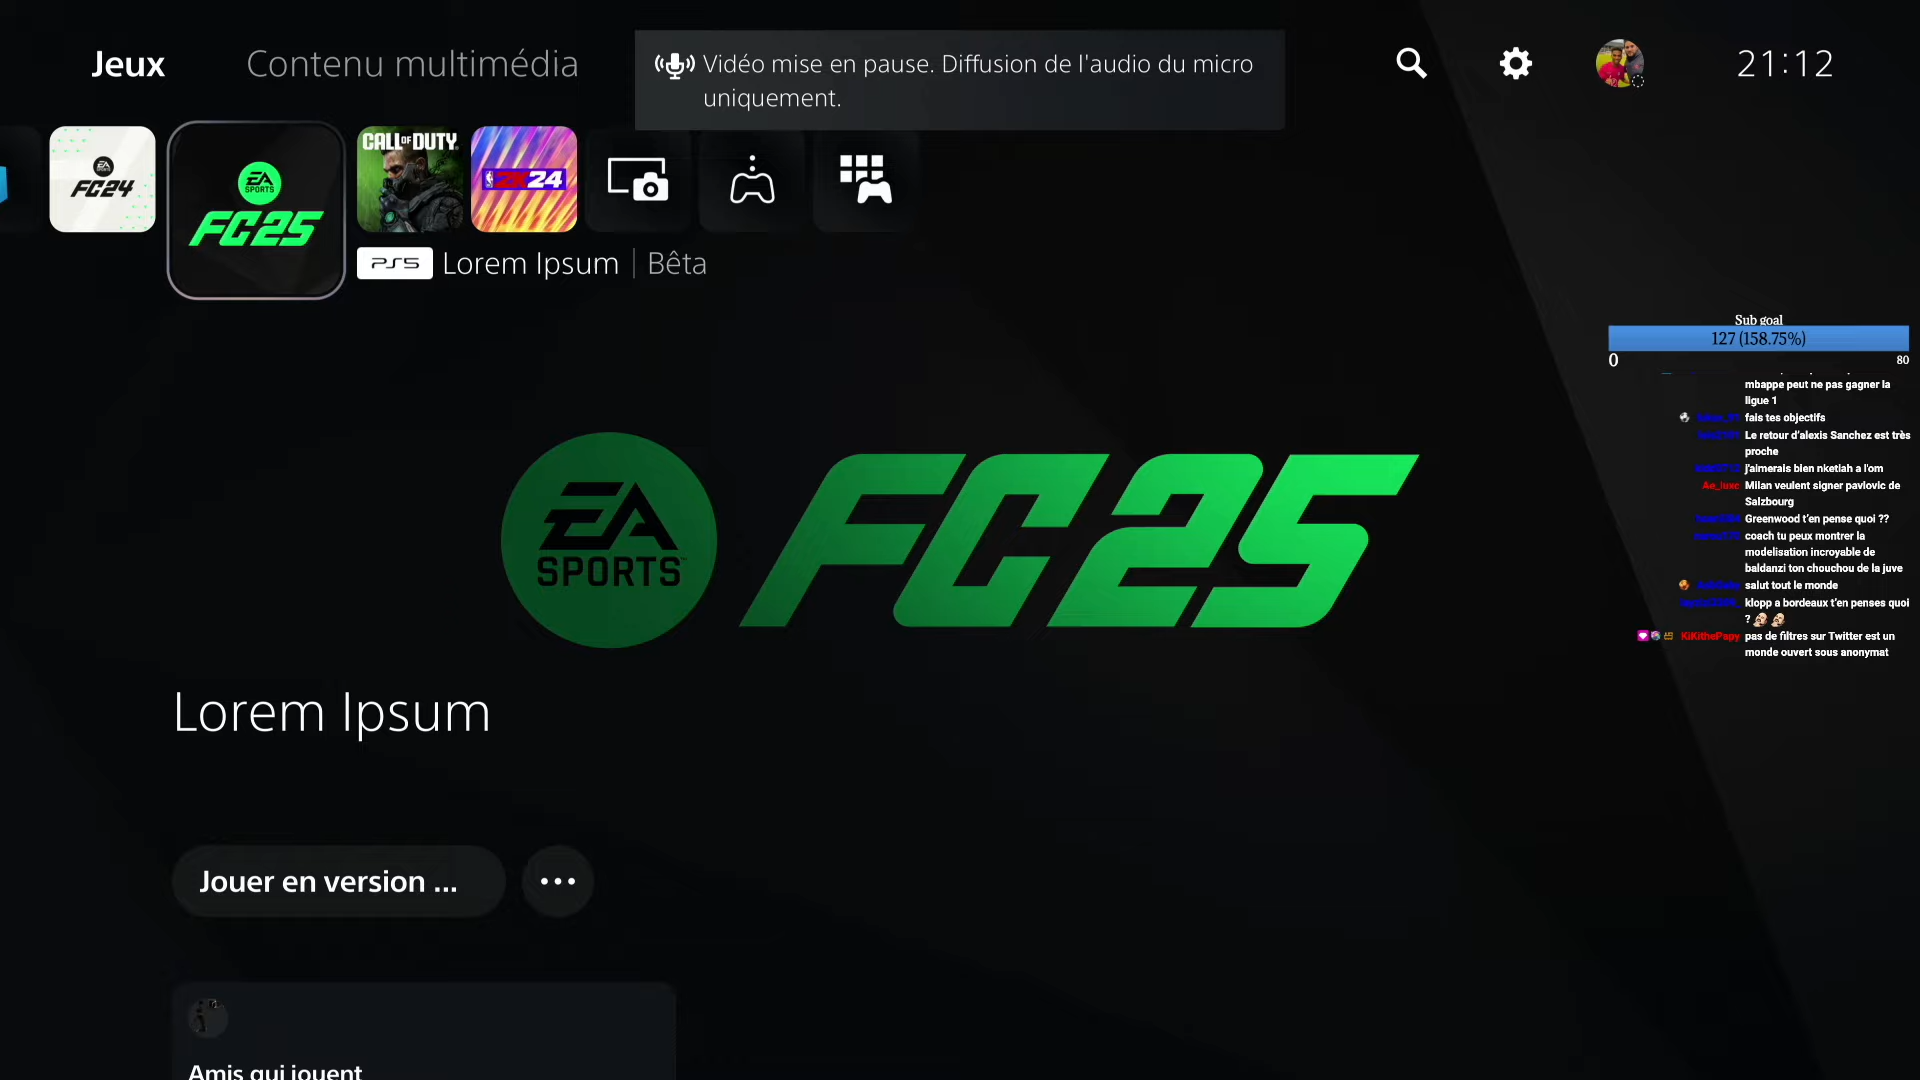 Jeux
Contenu multimédia
Vidéo mise en pause. Diffusion de l'audio du micro
uniquement.
21:12
EA
SPORTS
FC24
EA
SPORTS
FC25
CALL OF DUTY
2K24
PS5
Lorem Ipsum
Bêta
Sub goal
127 (158.75%)
0
80
mbappe peut ne pas gagner la
ligue 1
fais tes objectifs
Le retour d'alexis Sanchez est très
proche
j'aimerais bien nketiah a l'om
Ae_luxc Milan veulent signer pavlovic de
Salzbourg
Greenwood t'en pense quoi ??
coach tu peux montrer la
modelisation incroyable de
baldanzi ton chouchou de la juve
salut tout le monde
klopp a bordeaux t'en penses quoi
?
KiKithePapy pas de filtres sur Twitter est un
monde ouvert sous anonymat
EA
SPORTS
FC25
Lorem Ipsum
Jouer en version ...
Amis qui jouent